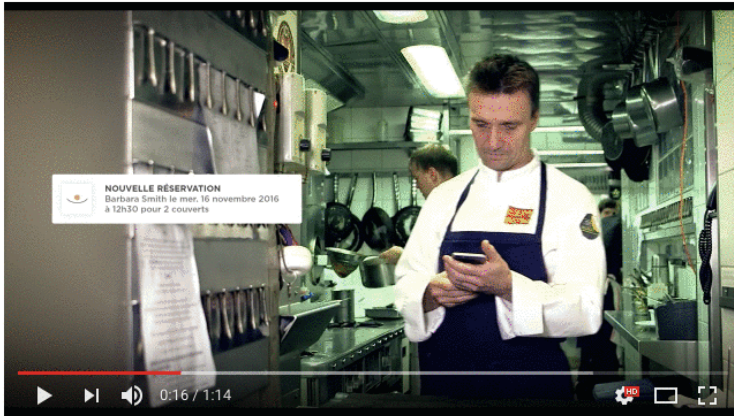 NOUVELLE RÉSERVATION
Barbara Smith le mer. 16 novembre 2016
à 12h30 pour 2 couverts
0:16 / 1:14
HD